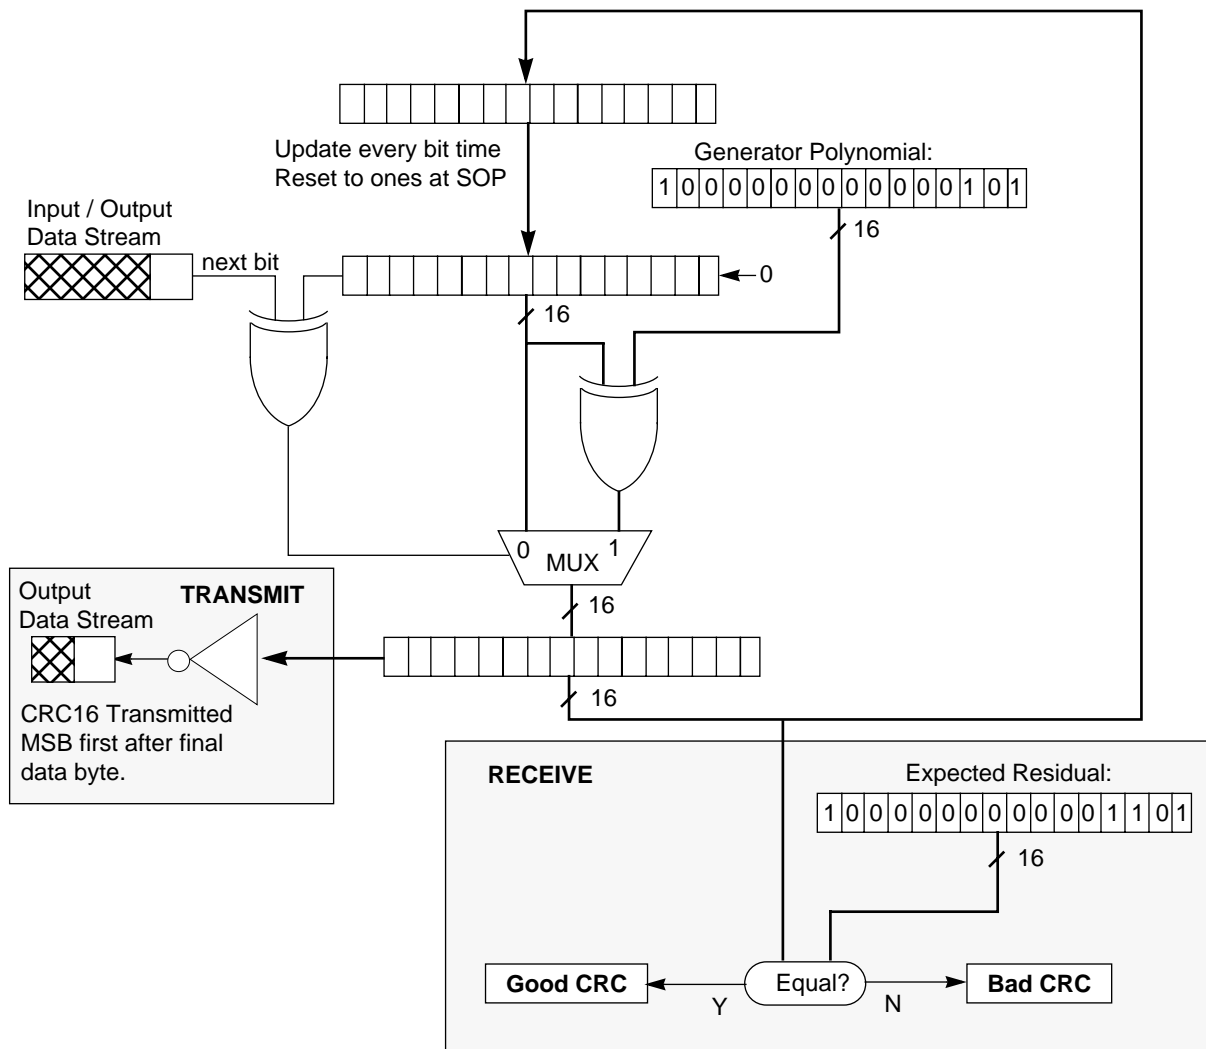 Update every bit time
Reset to ones at SOP
Generator Polynomial:
1 0 0 0 0 0 0 0 0 0 0 0 0 1 0 1
16
Input / Output
Data Stream
next bit
0
16
0
1
MUX
16
Output
Data Stream
TRANSMIT
16
CRC16 Transmitted
MSB first after final
data byte.
RECEIVE
Expected Residual:
1 0 0 0 0 0 0 0 0 0 0 0 1 1 0 1
16
Good CRC
Y
Equal?
N
Bad CRC